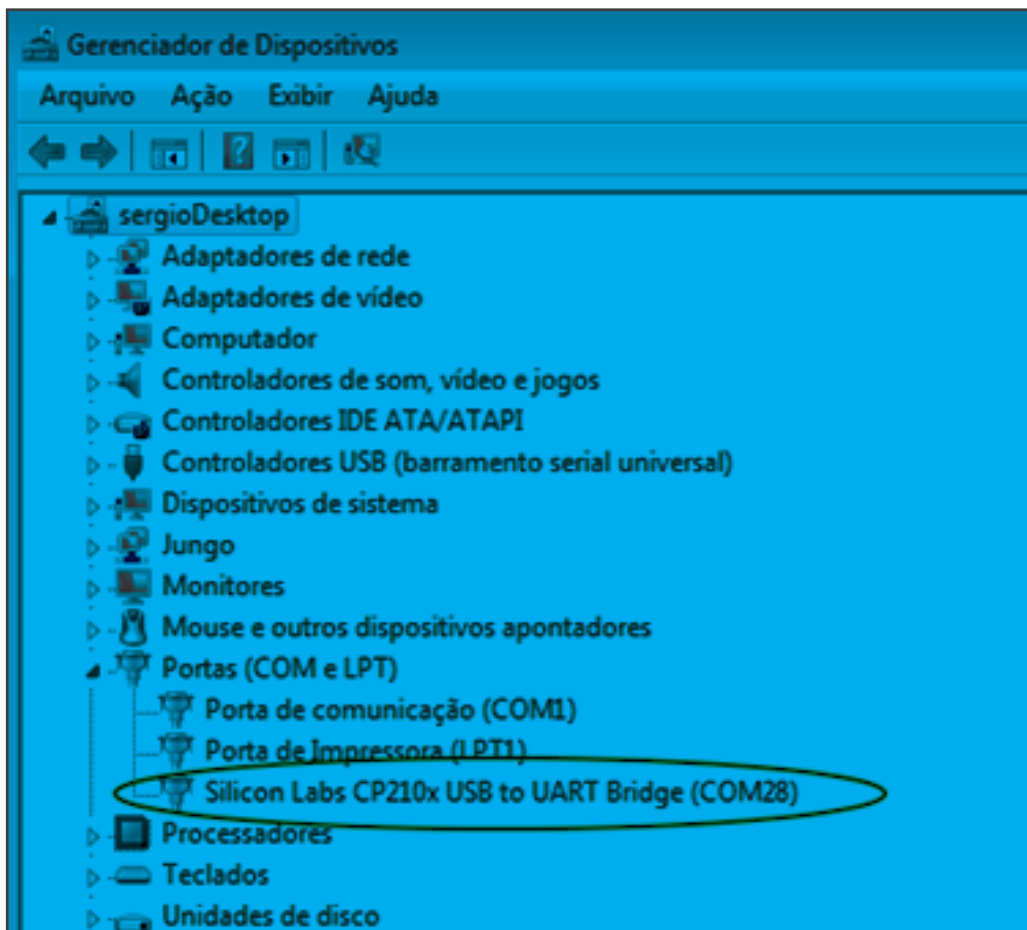 Gerenciador de Dispositivos
Arquivo Ação Exibir Ajuda
sergioDesktop
Adaptadores de rede
Adaptadores de vídeo
Computador
Controladores de som, vídeo e jogos
Controladores IDE ATA/ATAPI
Controladores USB (barramento serial universal)
Dispositivos de sistema
Jungo
Monitores
Mouse e outros dispositivos apontadores
Portas (COM e LPT)
Porta de comunicação (COM1)
Porta de Impressora (LPT1)
Silicon Labs CP210x USB to UART Bridge (COM28)
Processadores
Teclados
Unidades de disco